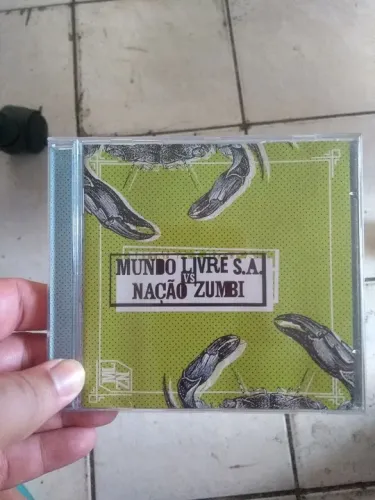 MUNDO LIVRE S.A.
VS
NAÇÃO ZUMBI